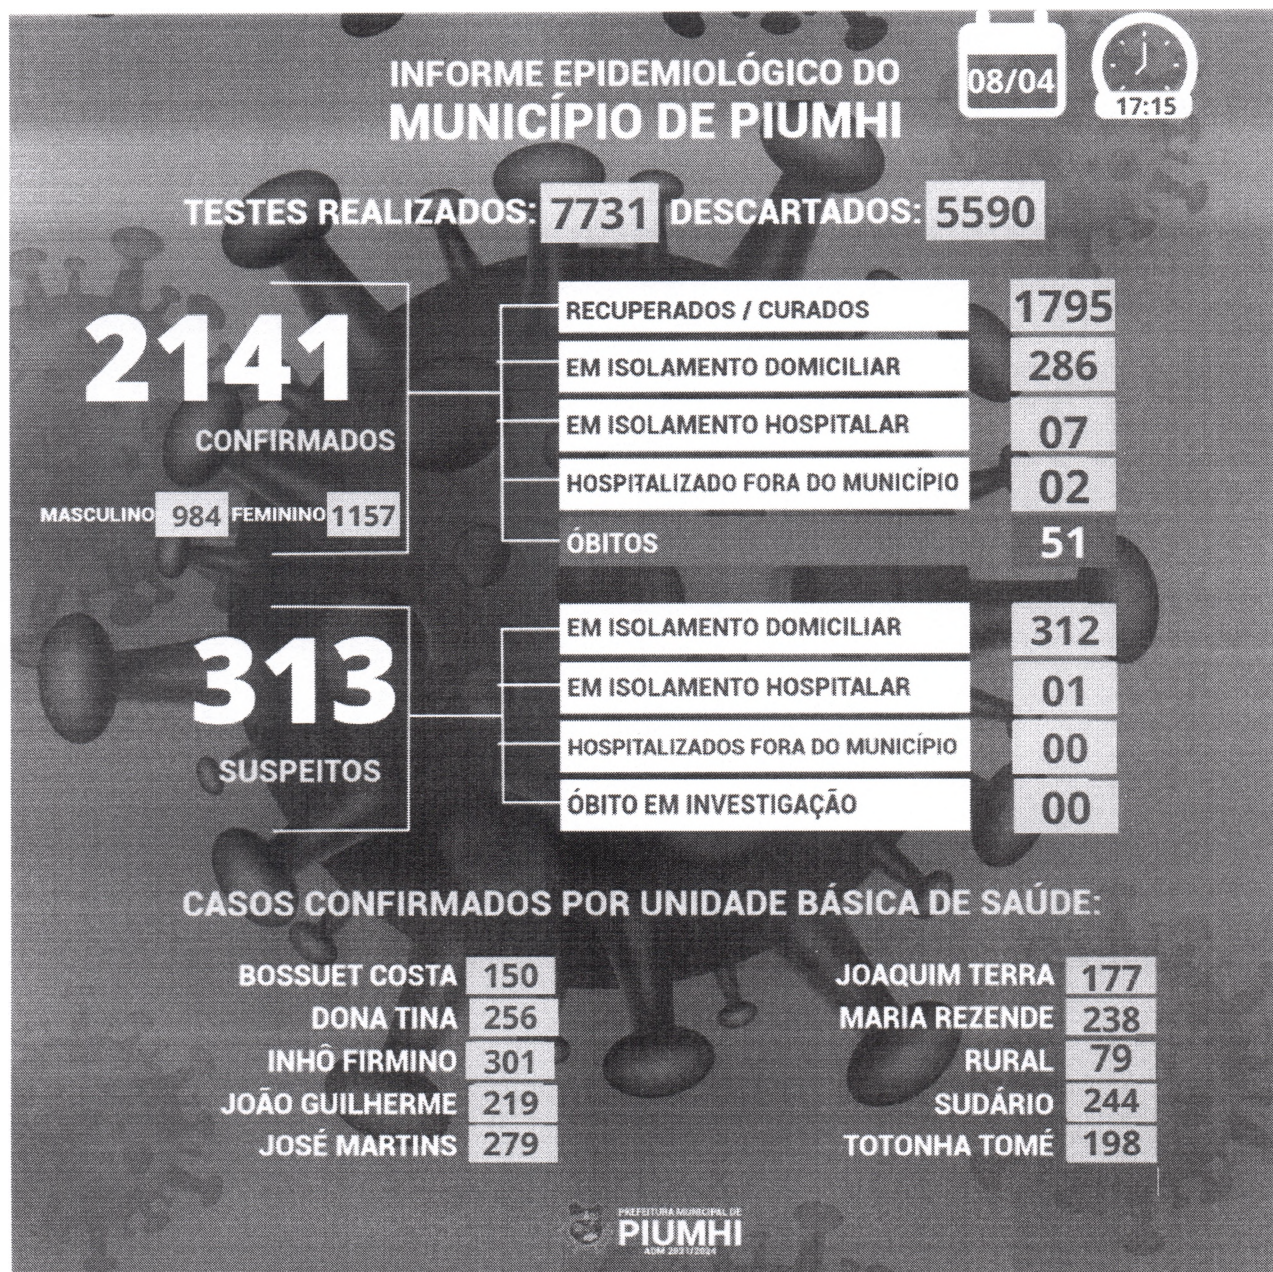 INFORME EPIDEMIOLÓGICO DO
MUNICÍPIO DE PIUMHI
08/04
17:15
TESTES REALIZADOS: 7731 DESCARTADOS: 5590
2141
CONFIRMADOS
MASCULINO 984 FEMININO 1157
RECUPERADOS / CURADOS 1795
EM ISOLAMENTO DOMICILIAR 286
EM ISOLAMENTO HOSPITALAR 07
HOSPITALIZADO FORA DO MUNICÍPIO 02
ÓBITOS 51
313
SUSPEITOS
EM ISOLAMENTO DOMICILIAR 312
EM ISOLAMENTO HOSPITALAR 01
HOSPITALIZADOS FORA DO MUNICÍPIO 00
ÓBITO EM INVESTIGAÇÃO 00
CASOS CONFIRMADOS POR UNIDADE BÁSICA DE SAÚDE:
BOSSUET COSTA 150
DONA TINA 256
INHÔ FIRMINO 301
JOÃO GUILHERME 219
JOSÉ MARTINS 279
JOAQUIM TERRA 177
MARIA REZENDE 238
RURAL 79
SUDÁRIO 244
TOTONHA TOMÉ 198
PREFEITURA MUNICIPAL DE
PIUMHI
ADM 2021/2024